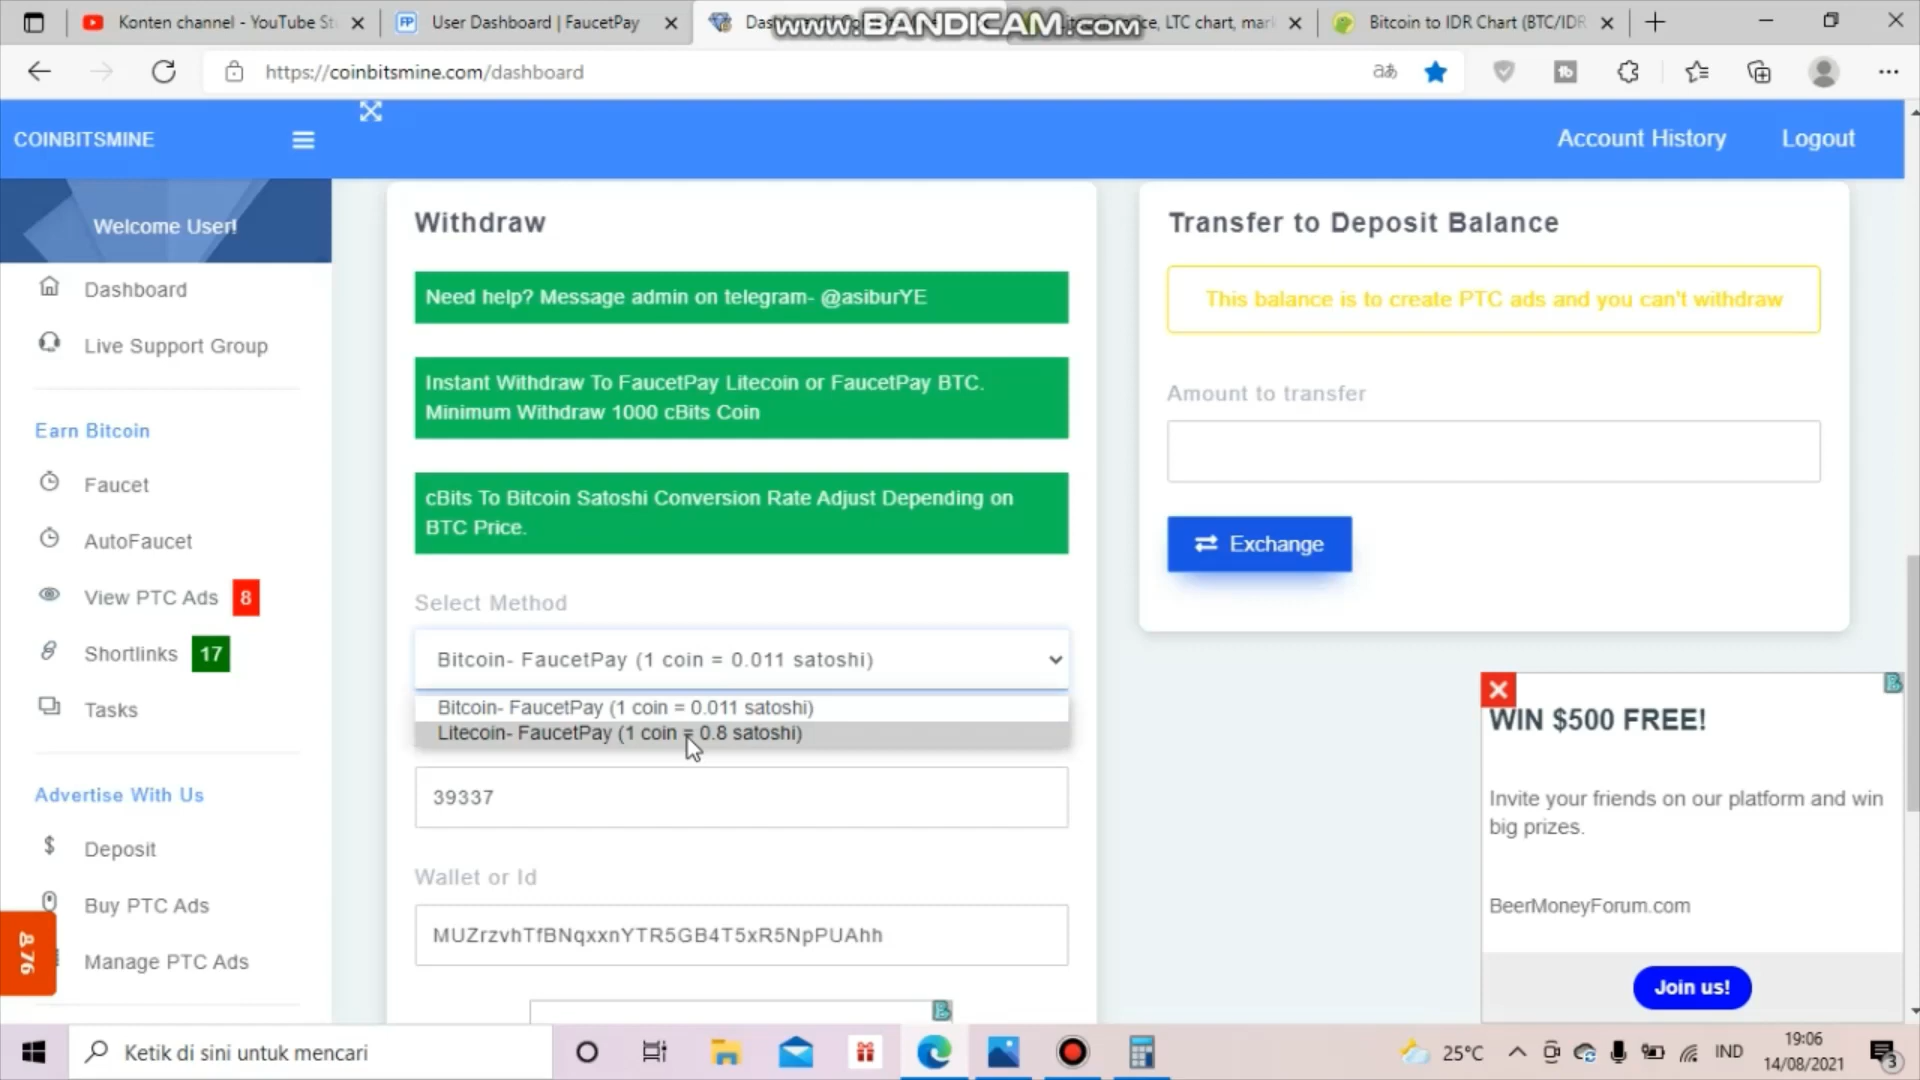 Konten channel - YouTube St
User Dashboard | FaucetPay
www.BANDICAM.com
price, LTC chart, mark
Bitcoin to IDR Chart (BTC/IDR
https://coinbitsmine.com/dashboard
COINBITSMINE
Account History
Logout
Welcome User!
Dashboard
Live Support Group
Earn Bitcoin
Faucet
AutoFaucet
View PTC Ads 8
Shortlinks 17
Tasks
Advertise With Us
Deposit
Buy PTC Ads
Manage PTC Ads
876
Withdraw
Need help? Message admin on telegram- @asiburYE
Instant Withdraw To FaucetPay Litecoin or FaucetPay BTC.
Minimum Withdraw 1000 cBits Coin
cBits To Bitcoin Satoshi Conversion Rate Adjust Depending on
BTC Price.
Select Method
Bitcoin- FaucetPay (1 coin = 0.011 satoshi)
Bitcoin- FaucetPay (1 coin = 0.011 satoshi)
Litecoin- FaucetPay (1 coin = 0.8 satoshi)
39337
Wallet or Id
MUZrzvhTfBNqxxnYTR5GB4T5xR5NpPUAhh
Transfer to Deposit Balance
This balance is to create PTC ads and you can't withdraw
Amount to transfer
Exchange
WIN $500 FREE!
Invite your friends on our platform and win
big prizes.
BeerMoneyForum.com
Join us!
Ketik di sini untuk mencari
25°C
IND
19:06
14/08/2021
3